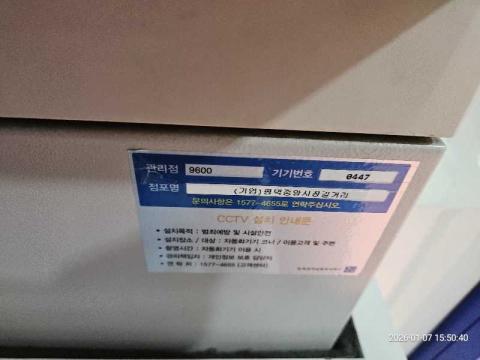 관리점 9600 기기번호 0447
점포명 (기업)평택중앙시장길거리
문의사항은 1577-4655로 연락주십시오
CCTV 설치 안내문
• 설치목적 : 범죄예방 및 시설안전
• 설치장소 / 대상 : 자동화기기 코너 / 이용고객 및 주변
• 촬영시간 : 자동화기기 이용 시
• 관리책임자 : 개인정보 보호 담당자
• 연 락 처 : 1577-4655 (고객센터)
2026-01-07 15:50:40